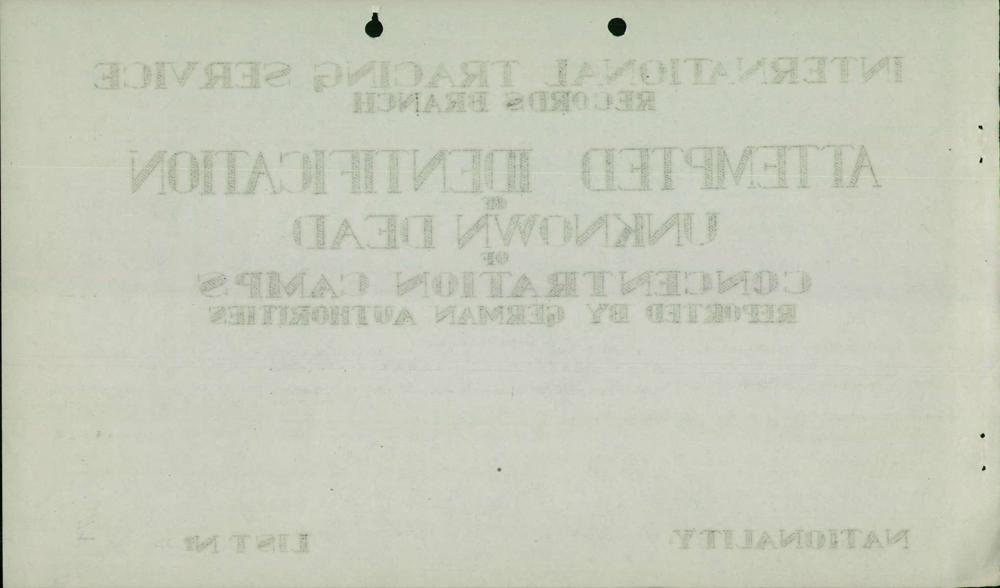 INTERNATIONAL TRACING SERVICE
RECORDS BRANCH
ATTEMPTED IDENTIFICATION
OF
UNKNOWN DEAD
OF
CONCENTRATION CAMPS
REPORTED BY GERMAN AUTHORITIES
NATIONALITY LIST Nº